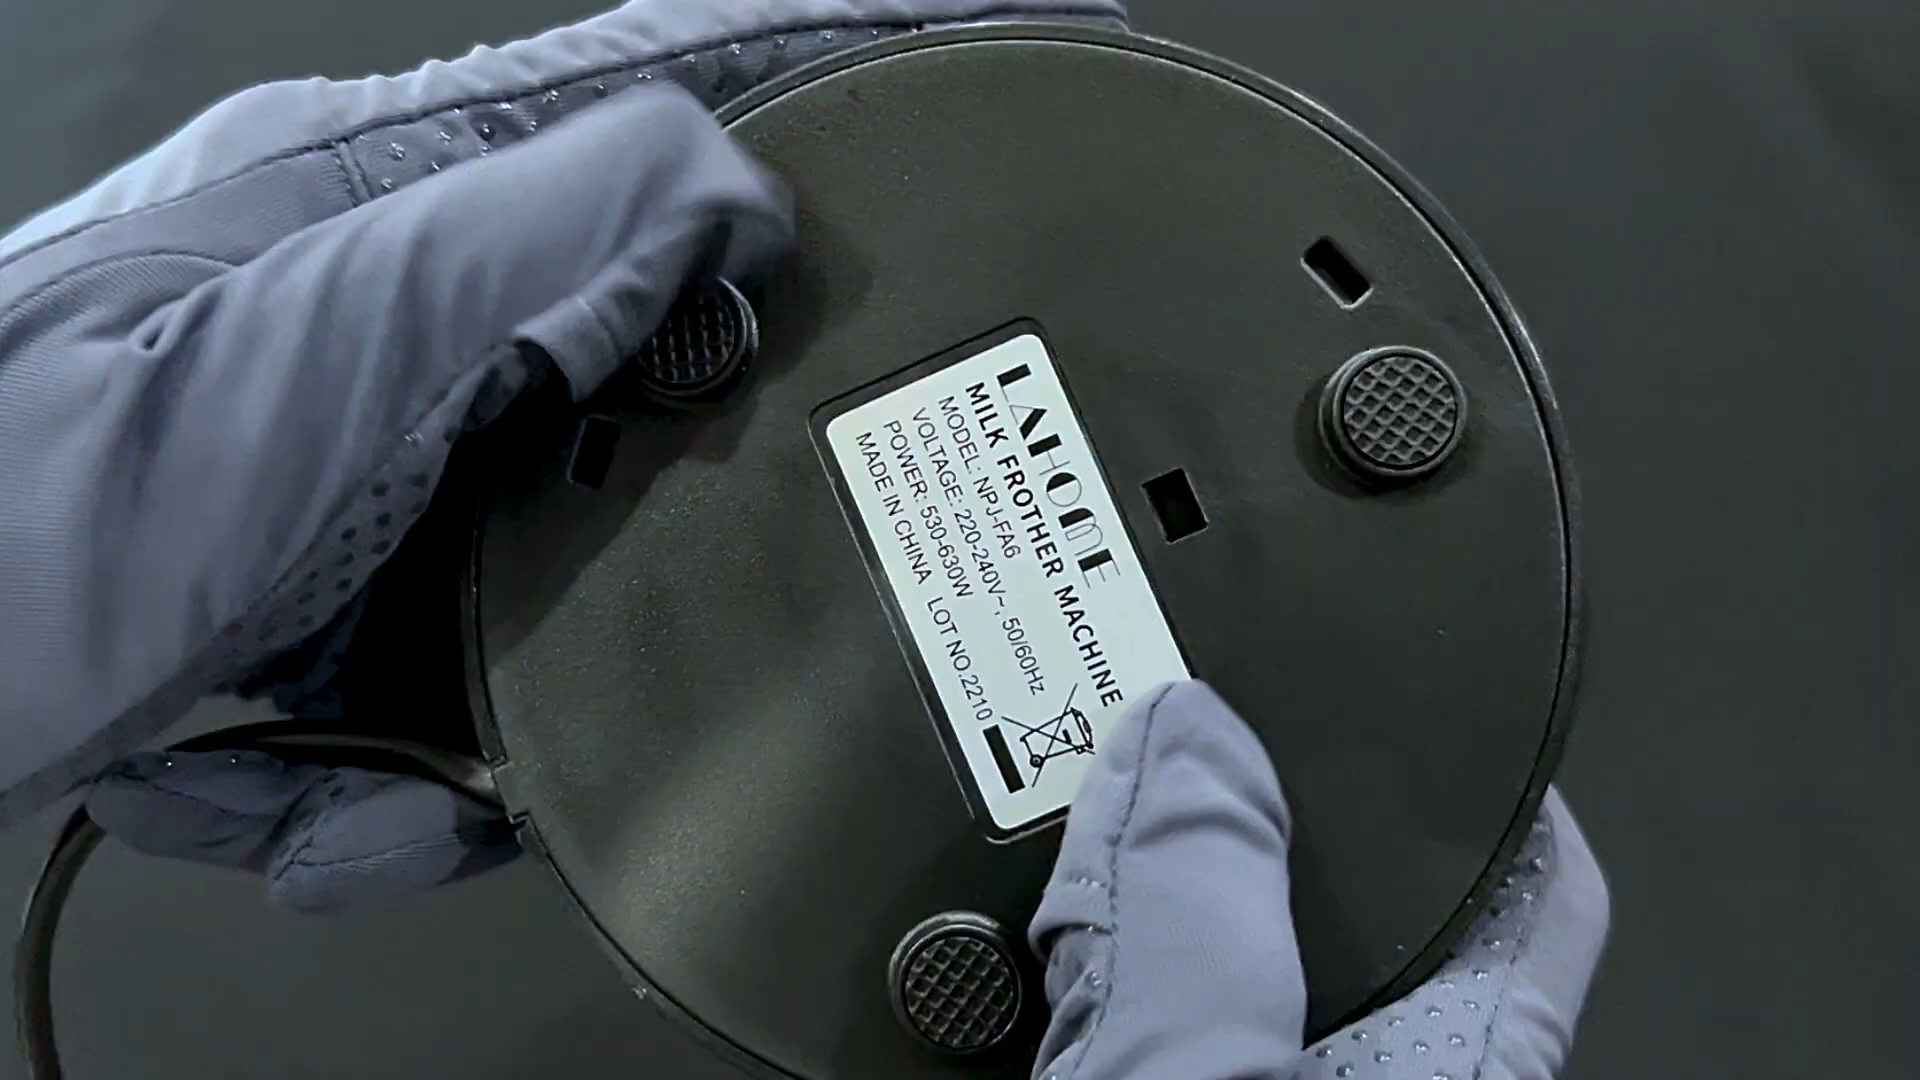 LAHOME
MILK FROTHER MACHINE
MODEL: NPJ-FA6
VOLTAGE: 220-240V~, 50/60Hz
POWER: 530-630W
MADE IN CHINA LOT NO.2210